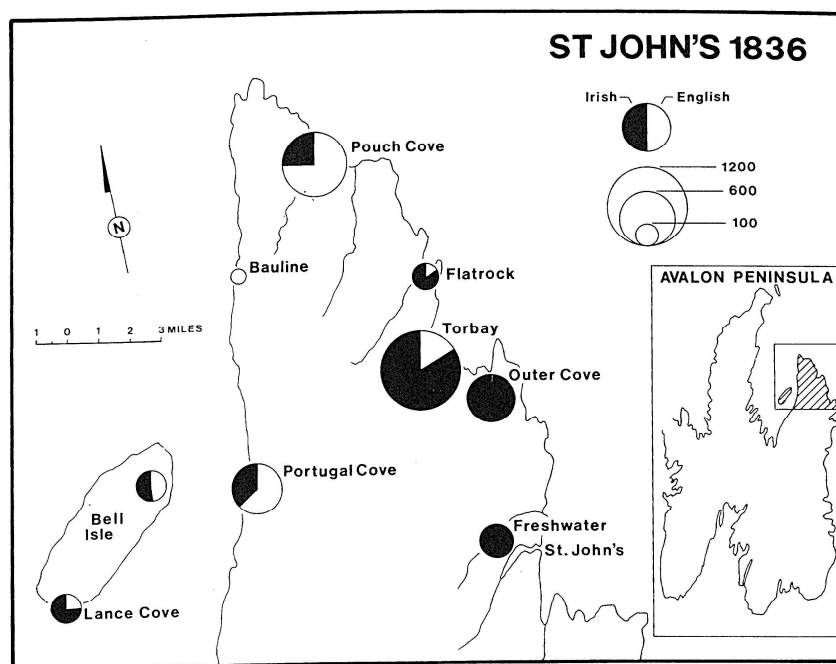 ST JOHN'S 1836
Irish English
1200
600
100
Pouch Cove
N
Bauline
Flatrock
AVALON PENINSULA
1 0 1 2 3 MILES
Torbay
Outer Cove
Portugal Cove
Bell
Isle
Freshwater
St. John's
Lance Cove